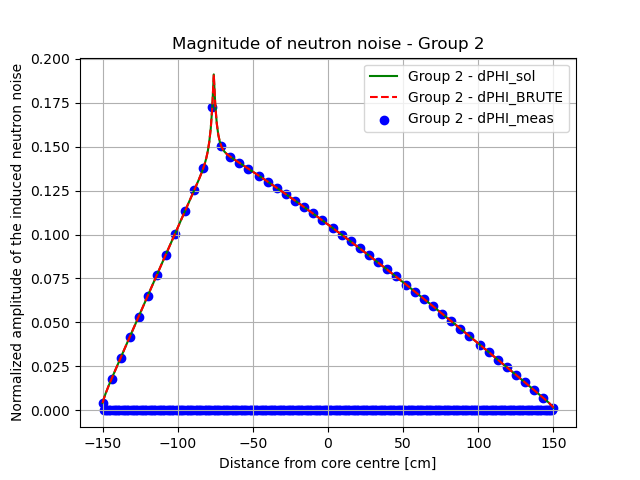 Magnitude of neutron noise - Group 2
Normalized amplitude of the induced neutron noise
0.200
0.175
0.150
0.125
0.100
0.075
0.050
0.025
0.000
Group 2 - dPHI_sol
Group 2 - dPHI_BRUTE
Group 2 - dPHI_meas
−150 −100 −50 0 50 100 150
Distance from core centre [cm]